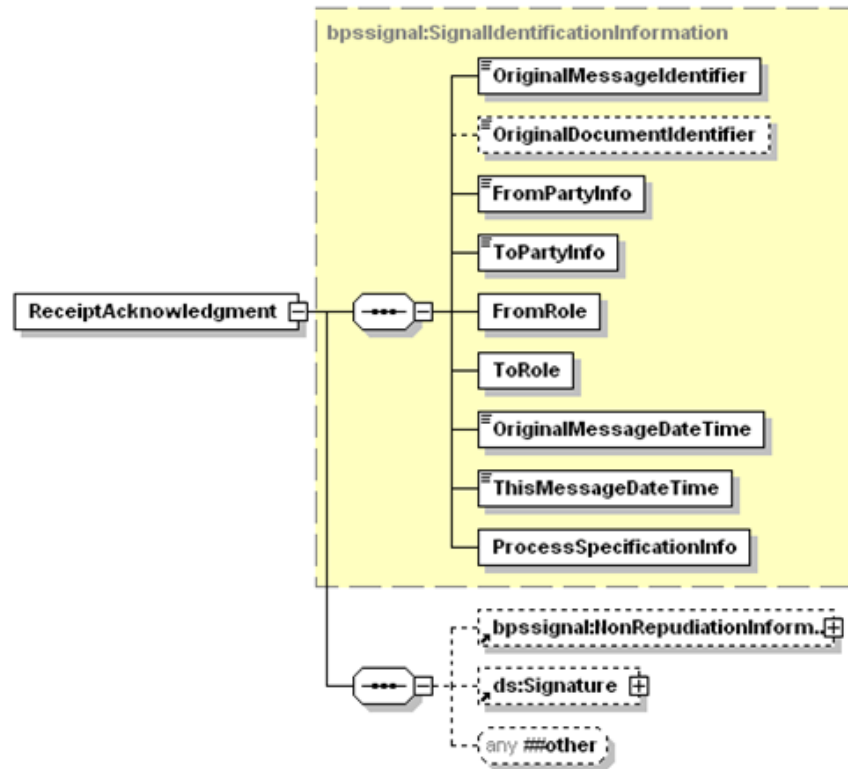 bpssignal:SignalIdentificationInformation
OriginalMessageIdentifier
OriginalDocumentIdentifier
FromPartyInfo
ToPartyInfo
ReceiptAcknowledgment
FromRole
ToRole
OriginalMessageDateTime
ThisMessageDateTime
ProcessSpecificationInfo
bpssignal:NonRepudiationInform...
ds:Signature
any ##other